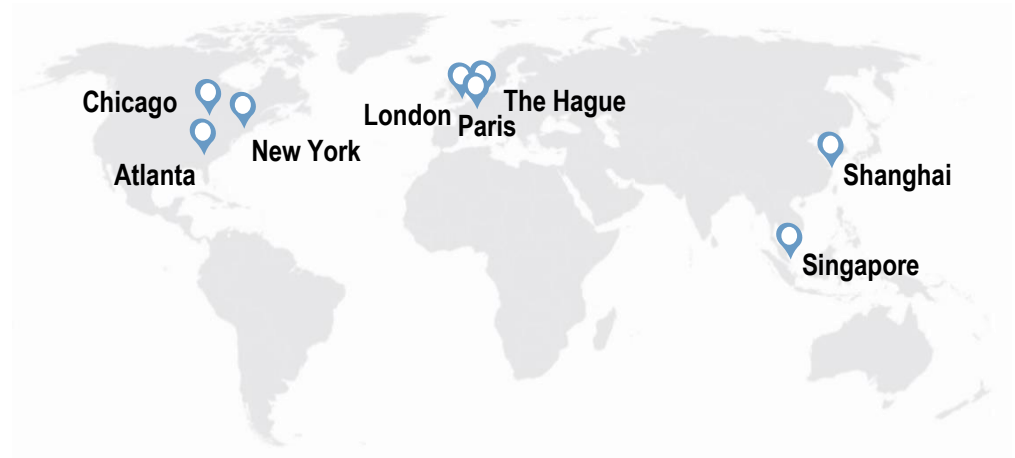 Chicago
The Hague
London
Paris
New York
Atlanta
Shanghai
Singapore